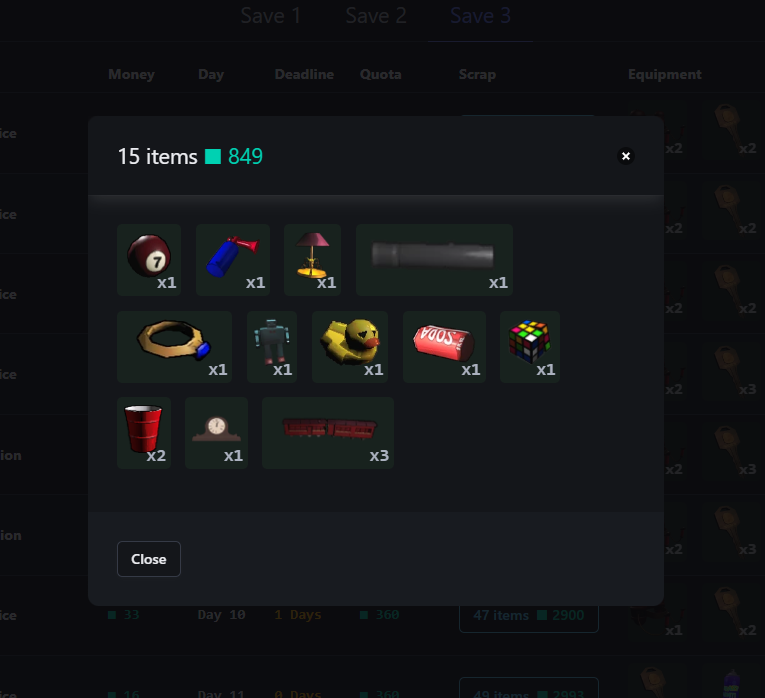 Save 1 Save 2 Save 3
Money Day Deadline Quota Scrap Equipment
ice x2 x2
15 items 849
ice x2 x2
7
x1 x1 x1 x1
ice x2 x2
SODA
x1 x1 x1 x1 x1
ice x2 x3
x2 x1 x3
ion x2 x3
ion x2 x3
Close
ice 33 Day 10 1 Days 360 47 items 2900 x1 x2
ice 16 Day 11 0 Days 360 49 items 2993